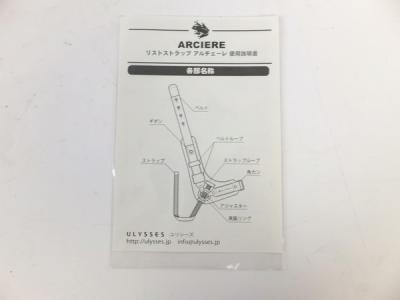 ARCIERE
リストストラップ アルチェーレ 使用説明書
各部名称
ベルト
ギボシ
ベルトループ
ストラップ
ストラップループ
角カン
アジャスター
真鍮リング
ULYSSES ユリシーズ
http://ulysses.jp info@ulysses.jp